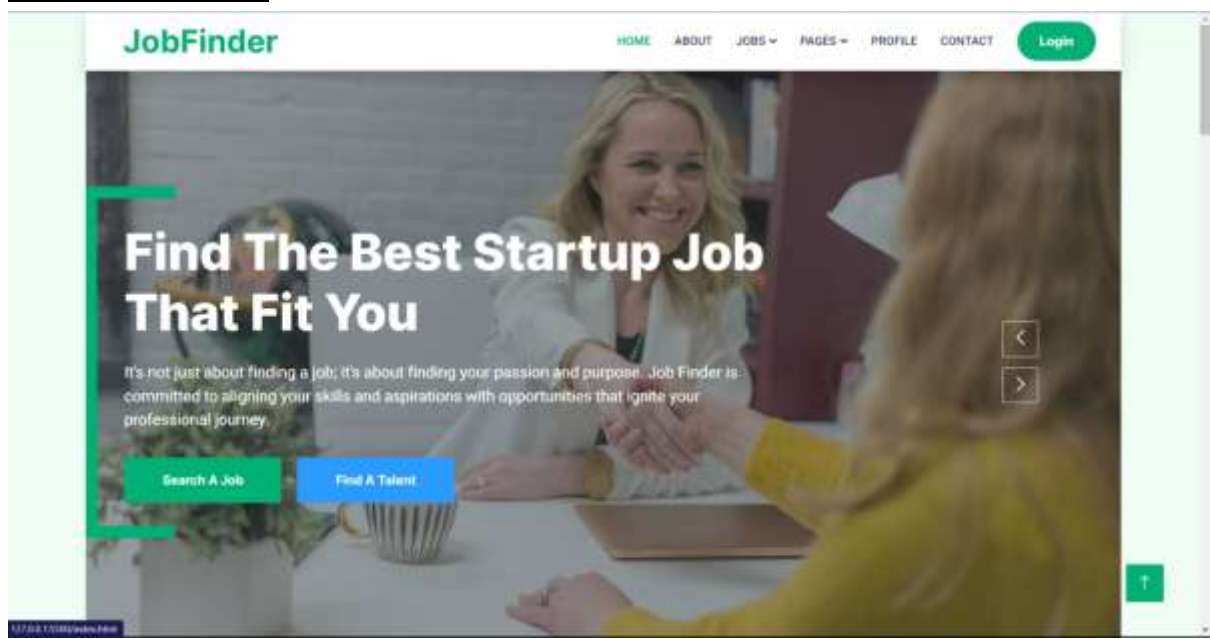 JobFinder
HOME ABOUT JOBS PAGES PROFILE CONTACT Login
Find The Best Startup Job
That Fit You
It's not just about finding a job; it's about finding your passion and purpose. Job Finder is
committed to aligning your skills and aspirations with opportunities that ignite your
professional journey.
Search A Job Find A Talent